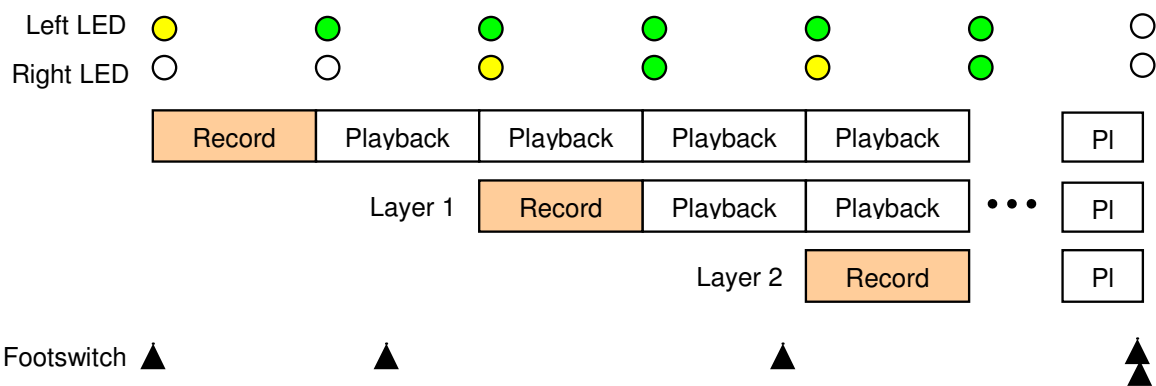 Left LED
Right LED
Record Playback Playback Playback Playback Pl
Layer 1 Record Playback Playback ••• Pl
Layer 2 Record Pl
Footswitch